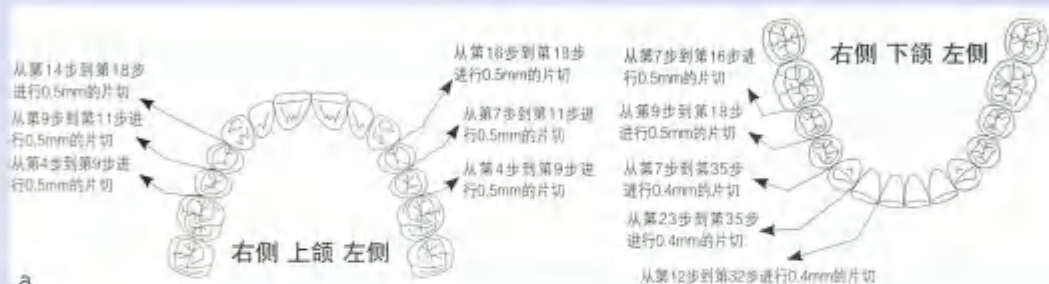 从第14步到第18步
进行0.5mm的片切
从第9步到第11步进
行0.5mm的片切
从第4步到第9步进
行0.5mm的片切
从第16步到第18步
进行0.5mm的片切
从第7步到第11步进
行0.5mm的片切
从第4步到第9步进
行0.5mm的片切
右侧 上颌 左侧
a
从第7步到第16步进
行0.5mm的片切
从第9步到第18步
进行0.5mm的片切
从第7步到第35步
进行0.4mm的片切
从第23步到第35步
进行0.4mm的片切
从第12步到第32步进行0.4mm的片切
右侧 下颌 左侧